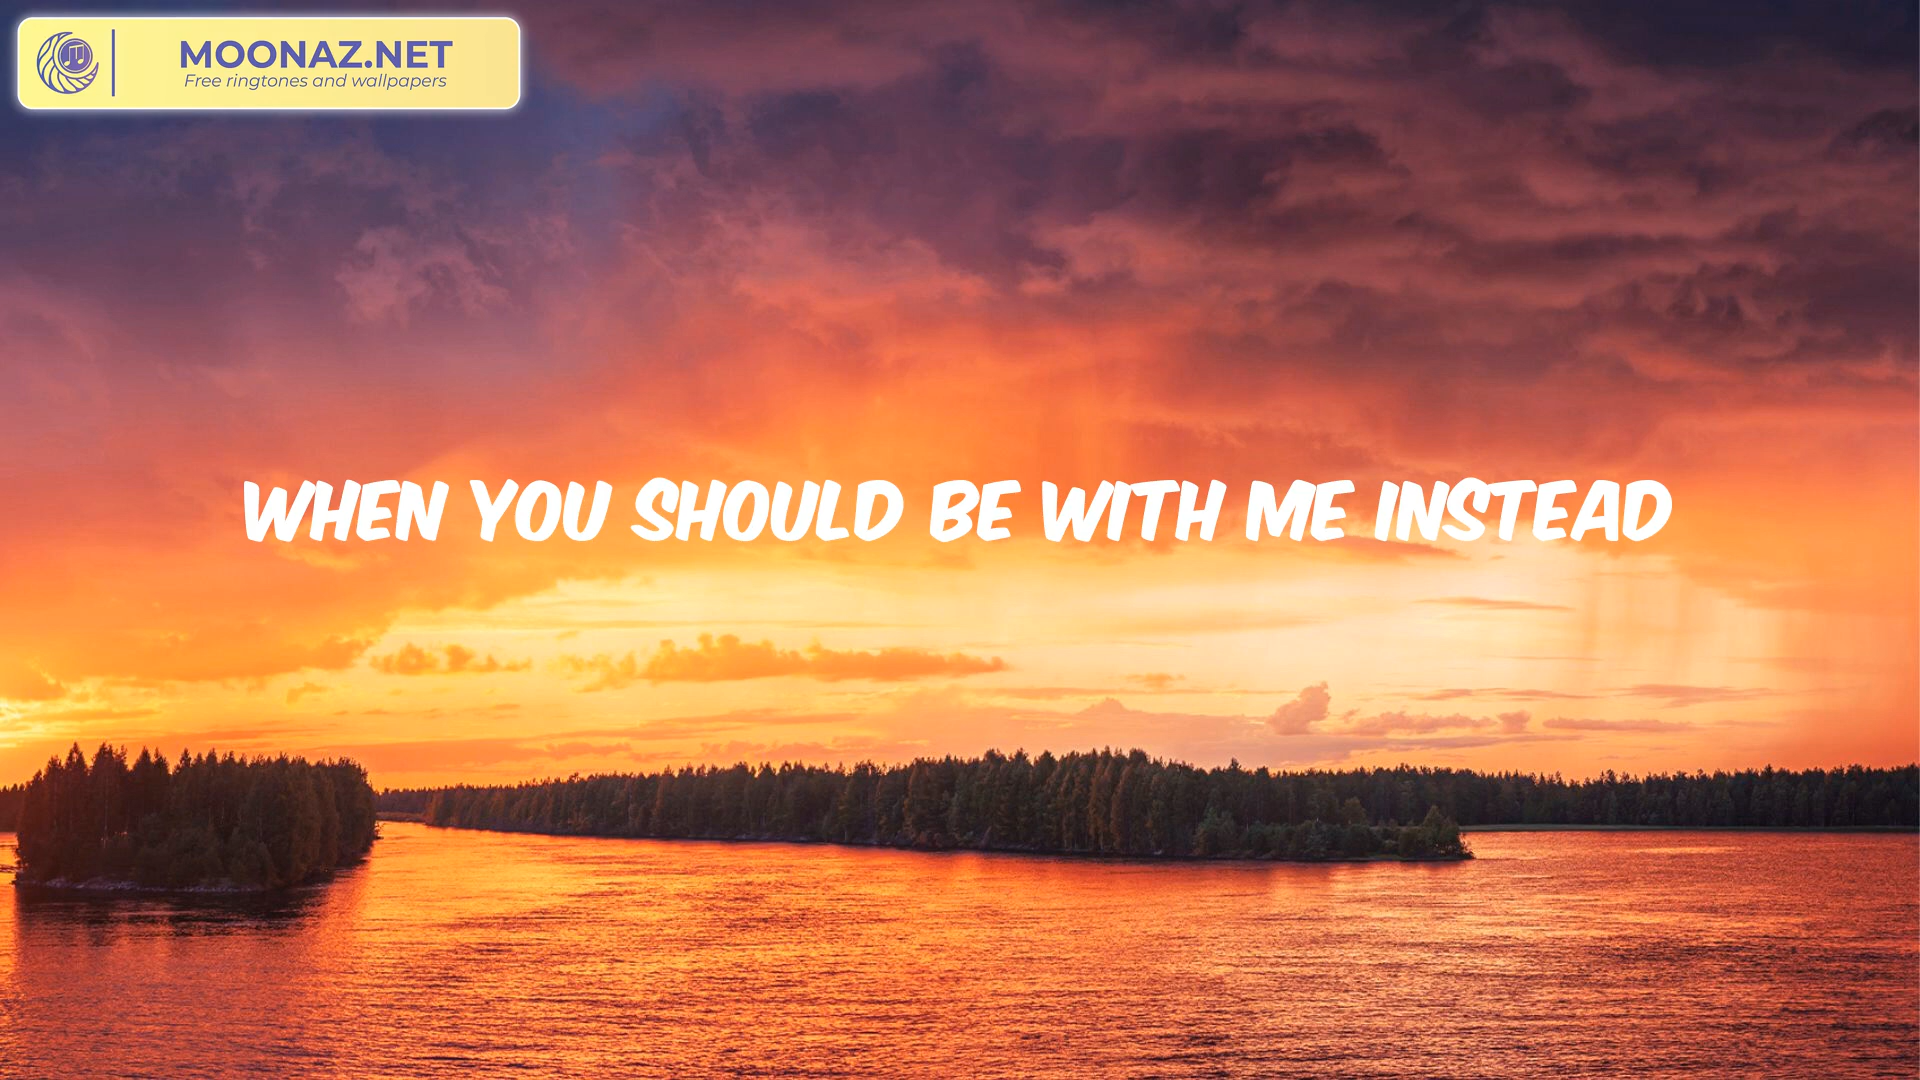 MOONAZ.NET
Free ringtones and wallpapers
WHEN YOU SHOULD BE WITH ME INSTEAD